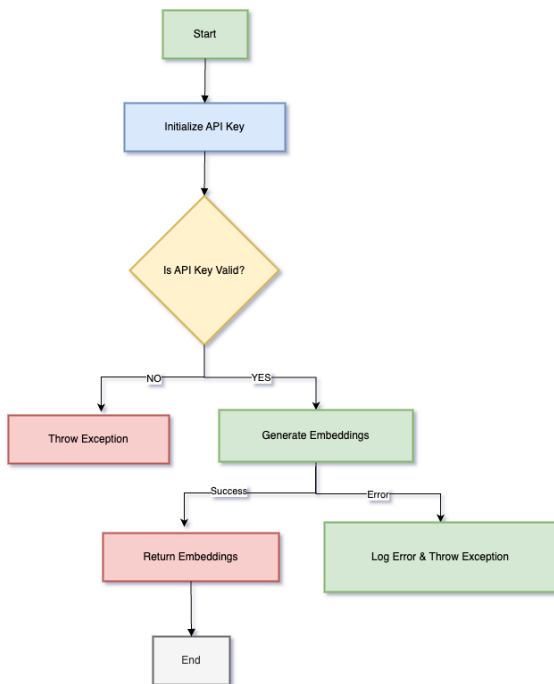 Start
Initialize API Key
Is API Key Valid?
NO
YES
Throw Exception
Generate Embeddings
Success
Error
Return Embeddings
Log Error & Throw Exception
End